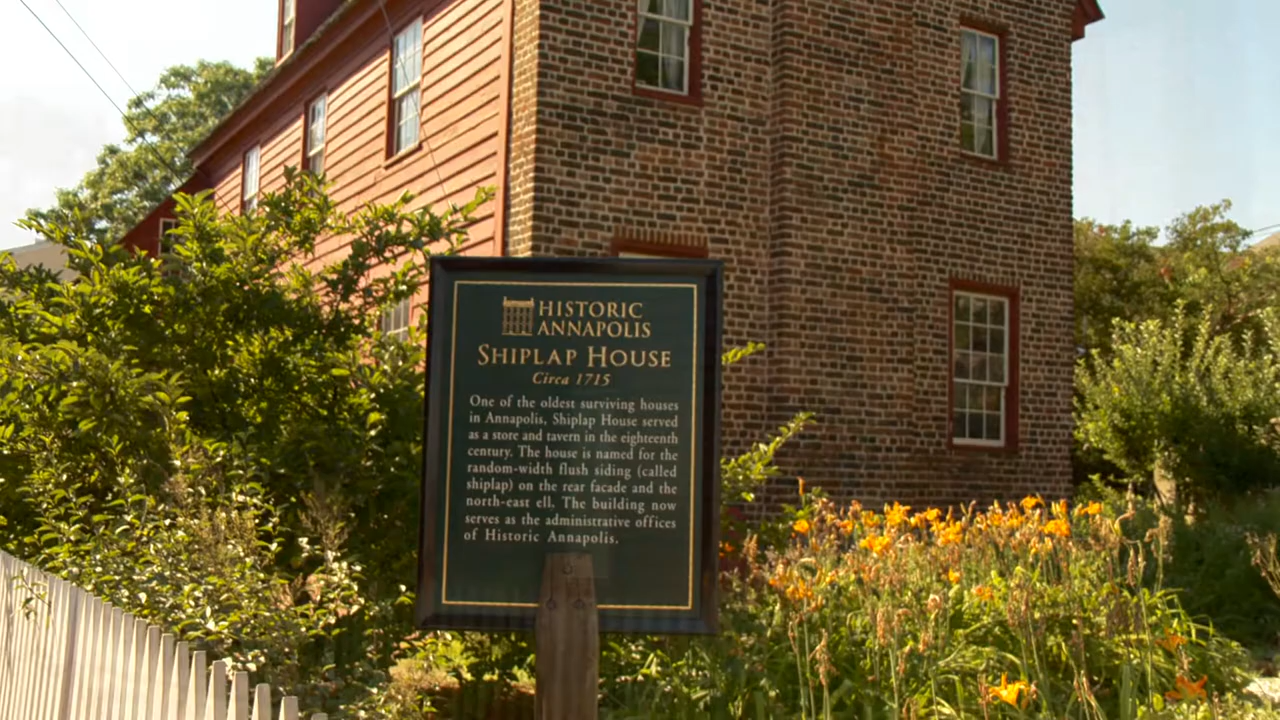 HISTORIC
ANNAPOLIS
SHIPLAP HOUSE
Circa 1715
One of the oldest surviving houses
in Annapolis, Shiplap House served
as a store and tavern in the eighteenth
century. The house is named for the
random-width flush siding (called
shiplap) on the rear facade and the
north-east ell. The building now
serves as the administrative offices
of Historic Annapolis.